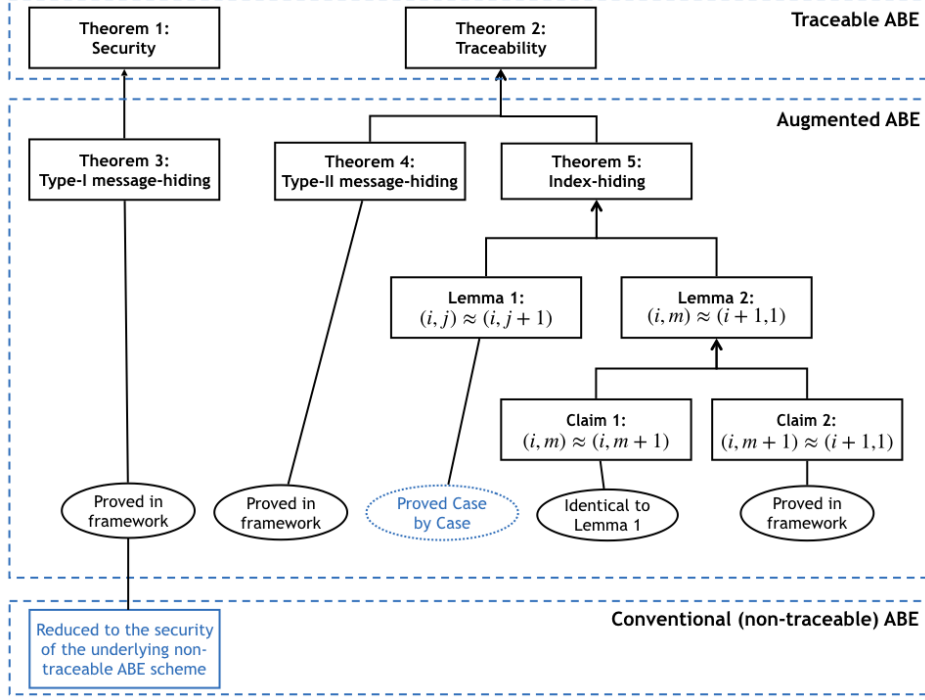 Traceable ABE
Theorem 1:
Security
Theorem 2:
Traceability
Augmented ABE
Theorem 3:
Type-I message-hiding
Theorem 4:
Type-II message-hiding
Theorem 5:
Index-hiding
Lemma 1:
(i, j) ≈ (i, j + 1)
Lemma 2:
(i, m) ≈ (i + 1,1)
Claim 1:
(i, m) ≈ (i, m + 1)
Claim 2:
(i, m + 1) ≈ (i + 1,1)
Proved in
framework
Proved in
framework
Proved Case
by Case
Identical to
Lemma 1
Proved in
framework
Conventional (non-traceable) ABE
Reduced to the security
of the underlying non-
traceable ABE scheme